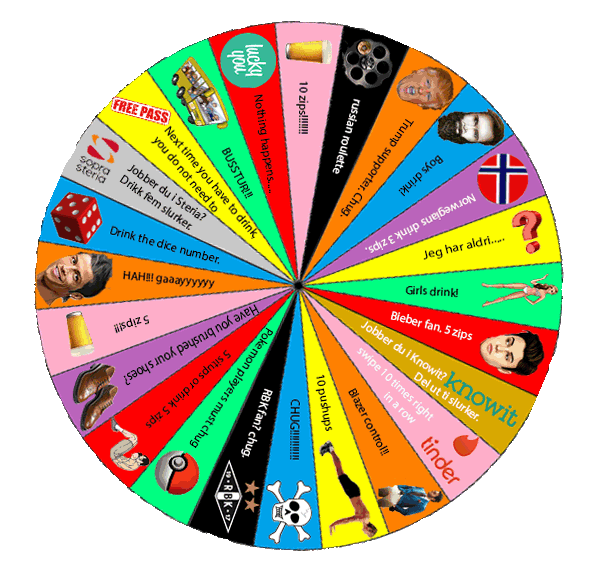 10 zips!!!!!!!
russian roulette
Trump supporter. Chug.
Boys drink!
Norwegians drink 3 zips.
Jeg har aldri.....
Girls drink!
Bieber fan, 5 zips
Jobber du i Knowit?
Del ut ti slurker.
knowit
swipe 10 times right
in a row
tinder
Blazer control!!
10 pushups
CHUG!!!!!!!!!!!
RBK fan? chug.
19 RBK 17
Pokemon players must chug
5 situps or drink 5 zips
Have you brushed your shoes?
5 zips!!!
HAH!!! gaaayyyyyy
Drink the dice number.
sopra
steria
Jobber du i Steria?
Drikk fem slurker.
FREE PASS
Next time you have to drink,
you do not need to
BUSSTUR!!!
lucky
you
Nothing happens.....